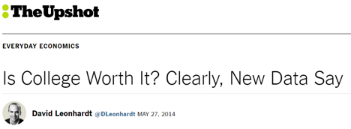 TheUpshot
EVERYDAY ECONOMICS
Is College Worth It? Clearly, New Data Say
David Leonhardt @DLeonhardt MAY 27, 2014